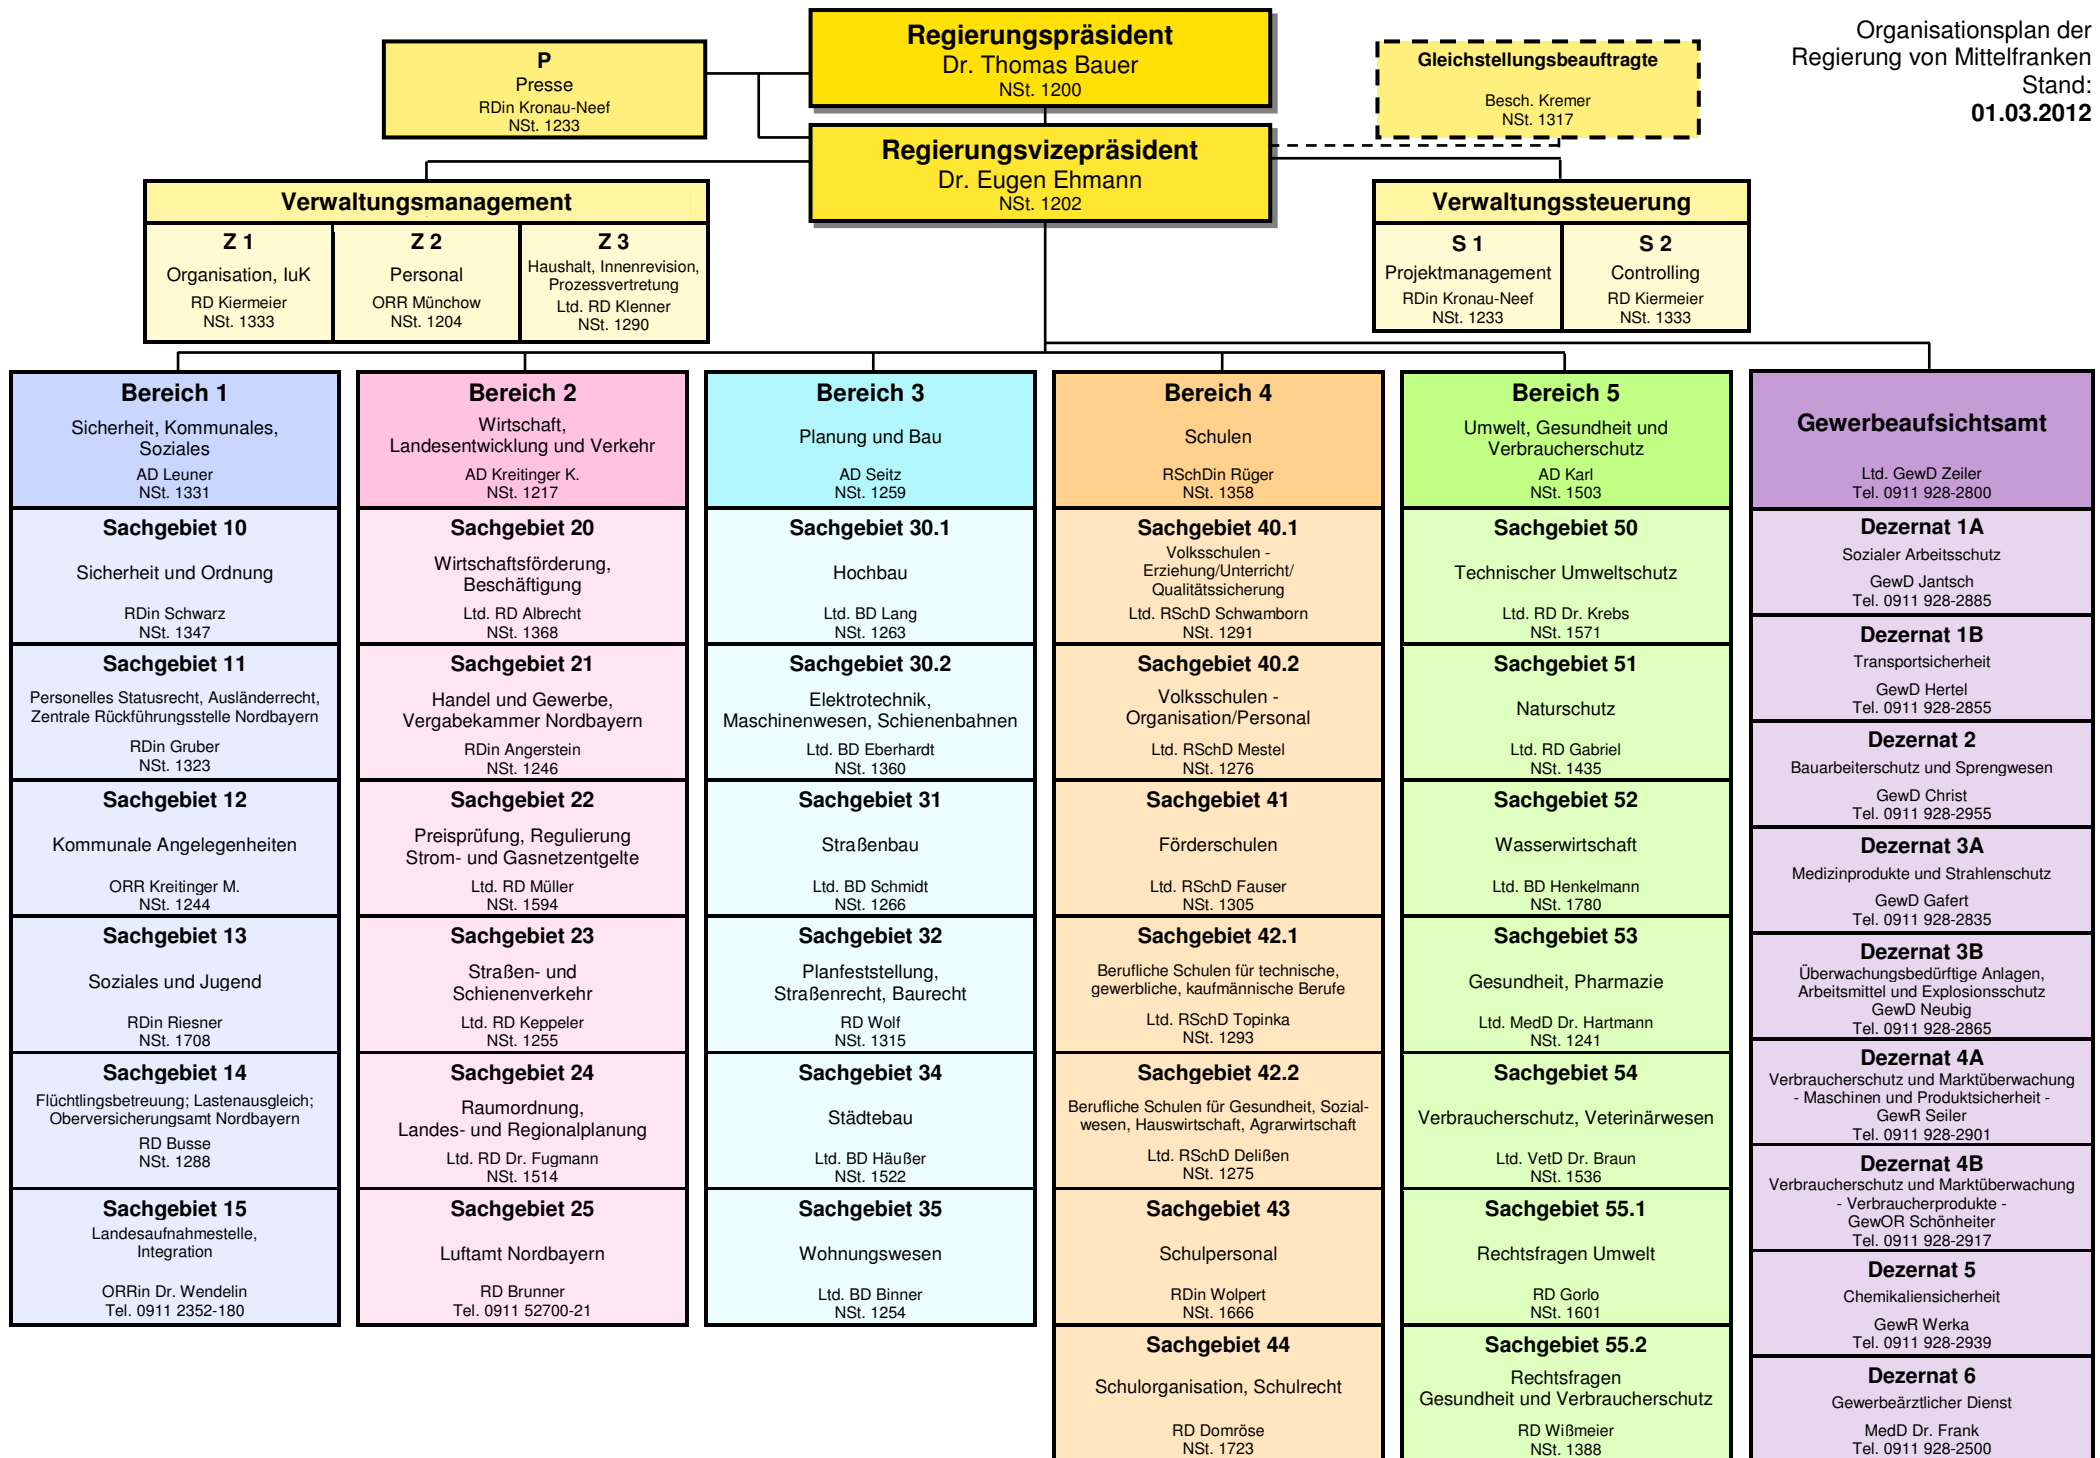 Organisationsplan der
Regierung von Mittelfranken
Stand:
01.03.2012
Regierungspräsident
Dr. Thomas Bauer
NSt. 1200
P
Presse
RDin Kronau-Neef
NSt. 1233
Gleichstellungsbeauftragte
Besch. Kremer
NSt. 1317
Regierungsvizepräsident
Dr. Eugen Ehmann
NSt. 1202
Verwaltungsmanagement
Z 1
Organisation, IuK
RD Kiermeier
NSt. 1333
Z 2
Personal
ORR Münchow
NSt. 1204
Z 3
Haushalt, Innenrevision,
Prozessvertretung
Ltd. RD Klenner
NSt. 1290
Verwaltungssteuerung
S 1
Projektmanagement
RDin Kronau-Neef
NSt. 1233
S 2
Controlling
RD Kiermeier
NSt. 1333
Bereich 1
Sicherheit, Kommunales,
Soziales
AD Leuner
NSt. 1331
Sachgebiet 10
Sicherheit und Ordnung
RDin Schwarz
NSt. 1347
Sachgebiet 11
Personelles Statusrecht, Ausländerrecht,
Zentrale Rückführungsstelle Nordbayern
RDin Gruber
NSt. 1323
Sachgebiet 12
Kommunale Angelegenheiten
ORR Kreitinger M.
NSt. 1244
Sachgebiet 13
Soziales und Jugend
RDin Riesner
NSt. 1708
Sachgebiet 14
Flüchtlingsbetreuung; Lastenausgleich;
Oberversicherungsamt Nordbayern
RD Busse
NSt. 1288
Sachgebiet 15
Landesaufnahmestelle,
Integration
ORRin Dr. Wendelin
Tel. 0911 2352-180
Bereich 2
Wirtschaft,
Landesentwicklung und Verkehr
AD Kreitinger K.
NSt. 1217
Sachgebiet 20
Wirtschaftsförderung,
Beschäftigung
Ltd. RD Albrecht
NSt. 1368
Sachgebiet 21
Handel und Gewerbe,
Vergabekammer Nordbayern
RDin Angerstein
NSt. 1246
Sachgebiet 22
Preisprüfung, Regulierung
Strom- und Gasnetzentgelte
Ltd. RD Müller
NSt. 1594
Sachgebiet 23
Straßen- und
Schienenverkehr
Ltd. RD Keppeler
NSt. 1255
Sachgebiet 24
Raumordnung,
Landes- und Regionalplanung
Ltd. RD Dr. Fugmann
NSt. 1514
Sachgebiet 25
Luftamt Nordbayern
RD Brunner
Tel. 0911 52700-21
Bereich 3
Planung und Bau
AD Seitz
NSt. 1259
Sachgebiet 30.1
Hochbau
Ltd. BD Lang
NSt. 1263
Sachgebiet 30.2
Elektrotechnik,
Maschinenwesen, Schienenbahnen
Ltd. BD Eberhardt
NSt. 1360
Sachgebiet 31
Straßenbau
Ltd. BD Schmidt
NSt. 1266
Sachgebiet 32
Planfeststellung,
Straßenrecht, Baurecht
RD Wolf
NSt. 1315
Sachgebiet 34
Städtebau
Ltd. BD Häußer
NSt. 1522
Sachgebiet 35
Wohnungswesen
Ltd. BD Binner
NSt. 1254
Bereich 4
Schulen
RSchDin Rüger
NSt. 1358
Sachgebiet 40.1
Volksschulen -
Erziehung/Unterricht/
Qualitätssicherung
Ltd. RSchD Schwamborn
NSt. 1291
Sachgebiet 40.2
Volksschulen -
Organisation/Personal
Ltd. RSchD Mestel
NSt. 1276
Sachgebiet 41
Förderschulen
Ltd. RSchD Fauser
NSt. 1305
Sachgebiet 42.1
Berufliche Schulen für technische,
gewerbliche, kaufmännische Berufe
Ltd. RSchD Topinka
NSt. 1293
Sachgebiet 42.2
Berufliche Schulen für Gesundheit, Sozial-
wesen, Hauswirtschaft, Agrarwirtschaft
Ltd. RSchD Delißen
NSt. 1275
Sachgebiet 43
Schulpersonal
RDin Wolpert
NSt. 1666
Sachgebiet 44
Schulorganisation, Schulrecht
RD Domröse
NSt. 1723
Bereich 5
Umwelt, Gesundheit und
Verbraucherschutz
AD Karl
NSt. 1503
Sachgebiet 50
Technischer Umweltschutz
Ltd. RD Dr. Krebs
NSt. 1571
Sachgebiet 51
Naturschutz
Ltd. RD Gabriel
NSt. 1435
Sachgebiet 52
Wasserwirtschaft
Ltd. BD Henkelmann
NSt. 1780
Sachgebiet 53
Gesundheit, Pharmazie
Ltd. MedD Dr. Hartmann
NSt. 1241
Sachgebiet 54
Verbraucherschutz, Veterinärwesen
Ltd. VetD Dr. Braun
NSt. 1536
Sachgebiet 55.1
Rechtsfragen Umwelt
RD Gorlo
NSt. 1601
Sachgebiet 55.2
Rechtsfragen
Gesundheit und Verbraucherschutz
RD Wißmeier
NSt. 1388
Gewerbeaufsichtsamt
Ltd. GewD Zeiler
Tel. 0911 928-2800
Dezernat 1A
Sozialer Arbeitsschutz
GewD Jantsch
Tel. 0911 928-2885
Dezernat 1B
Transportsicherheit
GewD Hertel
Tel. 0911 928-2855
Dezernat 2
Bauarbeiterschutz und Sprengwesen
GewD Christ
Tel. 0911 928-2955
Dezernat 3A
Medizinprodukte und Strahlenschutz
GewD Gafert
Tel. 0911 928-2835
Dezernat 3B
Überwachungsbedürftige Anlagen,
Arbeitsmittel und Explosionsschutz
GewD Neubig
Tel. 0911 928-2865
Dezernat 4A
Verbraucherschutz und Marktüberwachung
- Maschinen und Produktsicherheit -
GewR Seiler
Tel. 0911 928-2901
Dezernat 4B
Verbraucherschutz und Marktüberwachung
- Verbraucherprodukte -
GewOR Schönheiter
Tel. 0911 928-2917
Dezernat 5
Chemikaliensicherheit
GewR Werka
Tel. 0911 928-2939
Dezernat 6
Gewerbeärztlicher Dienst
MedD Dr. Frank
Tel. 0911 928-2500